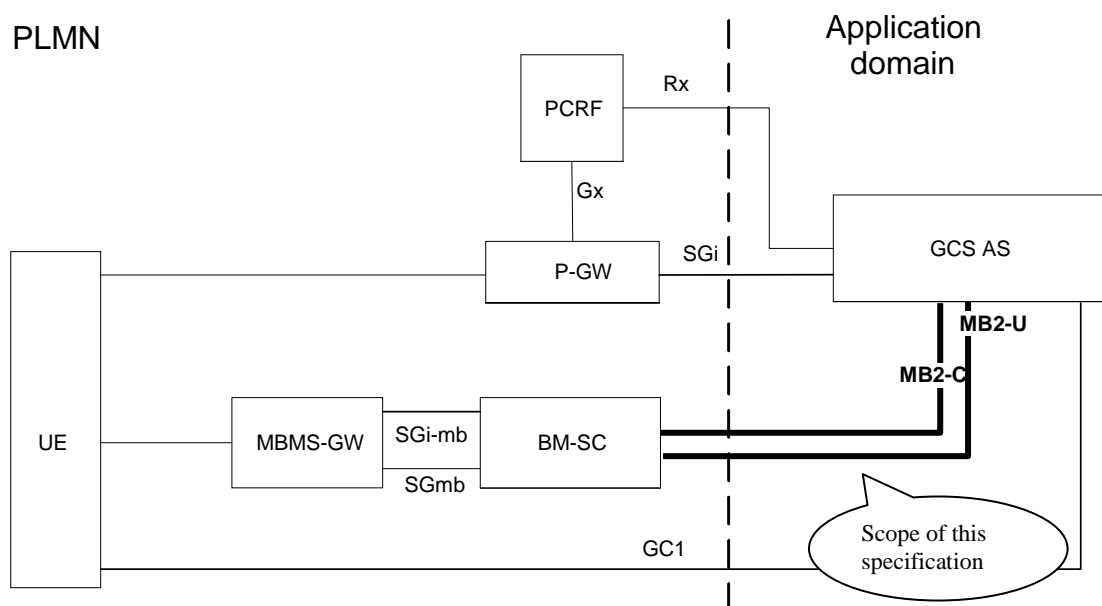 PLMN
Application
domain
PCRF
Rx
Gx
P-GW
SGi
GCS AS
MB2-U
MB2-C
UE
MBMS-GW
SGi-mb
SGmb
BM-SC
GC1
Scope of this
specification